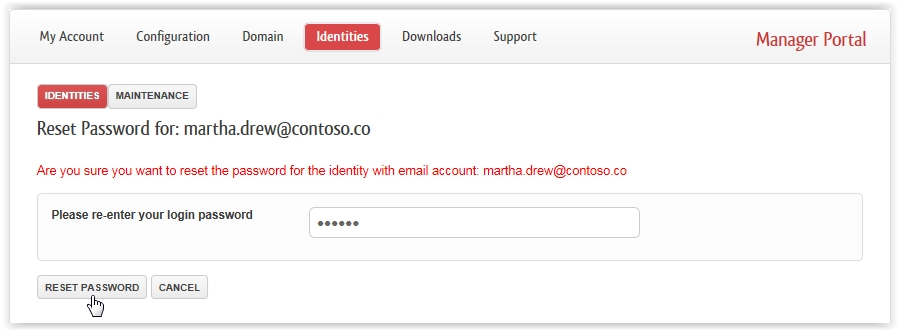 My Account Configuration Domain Identities Downloads Support Manager Portal
IDENTITIES MAINTENANCE
Reset Password for: martha.drew@contoso.co
Are you sure you want to reset the password for the identity with email account: martha.drew@contoso.co
Please re-enter your login password ••••••
RESET PASSWORD CANCEL